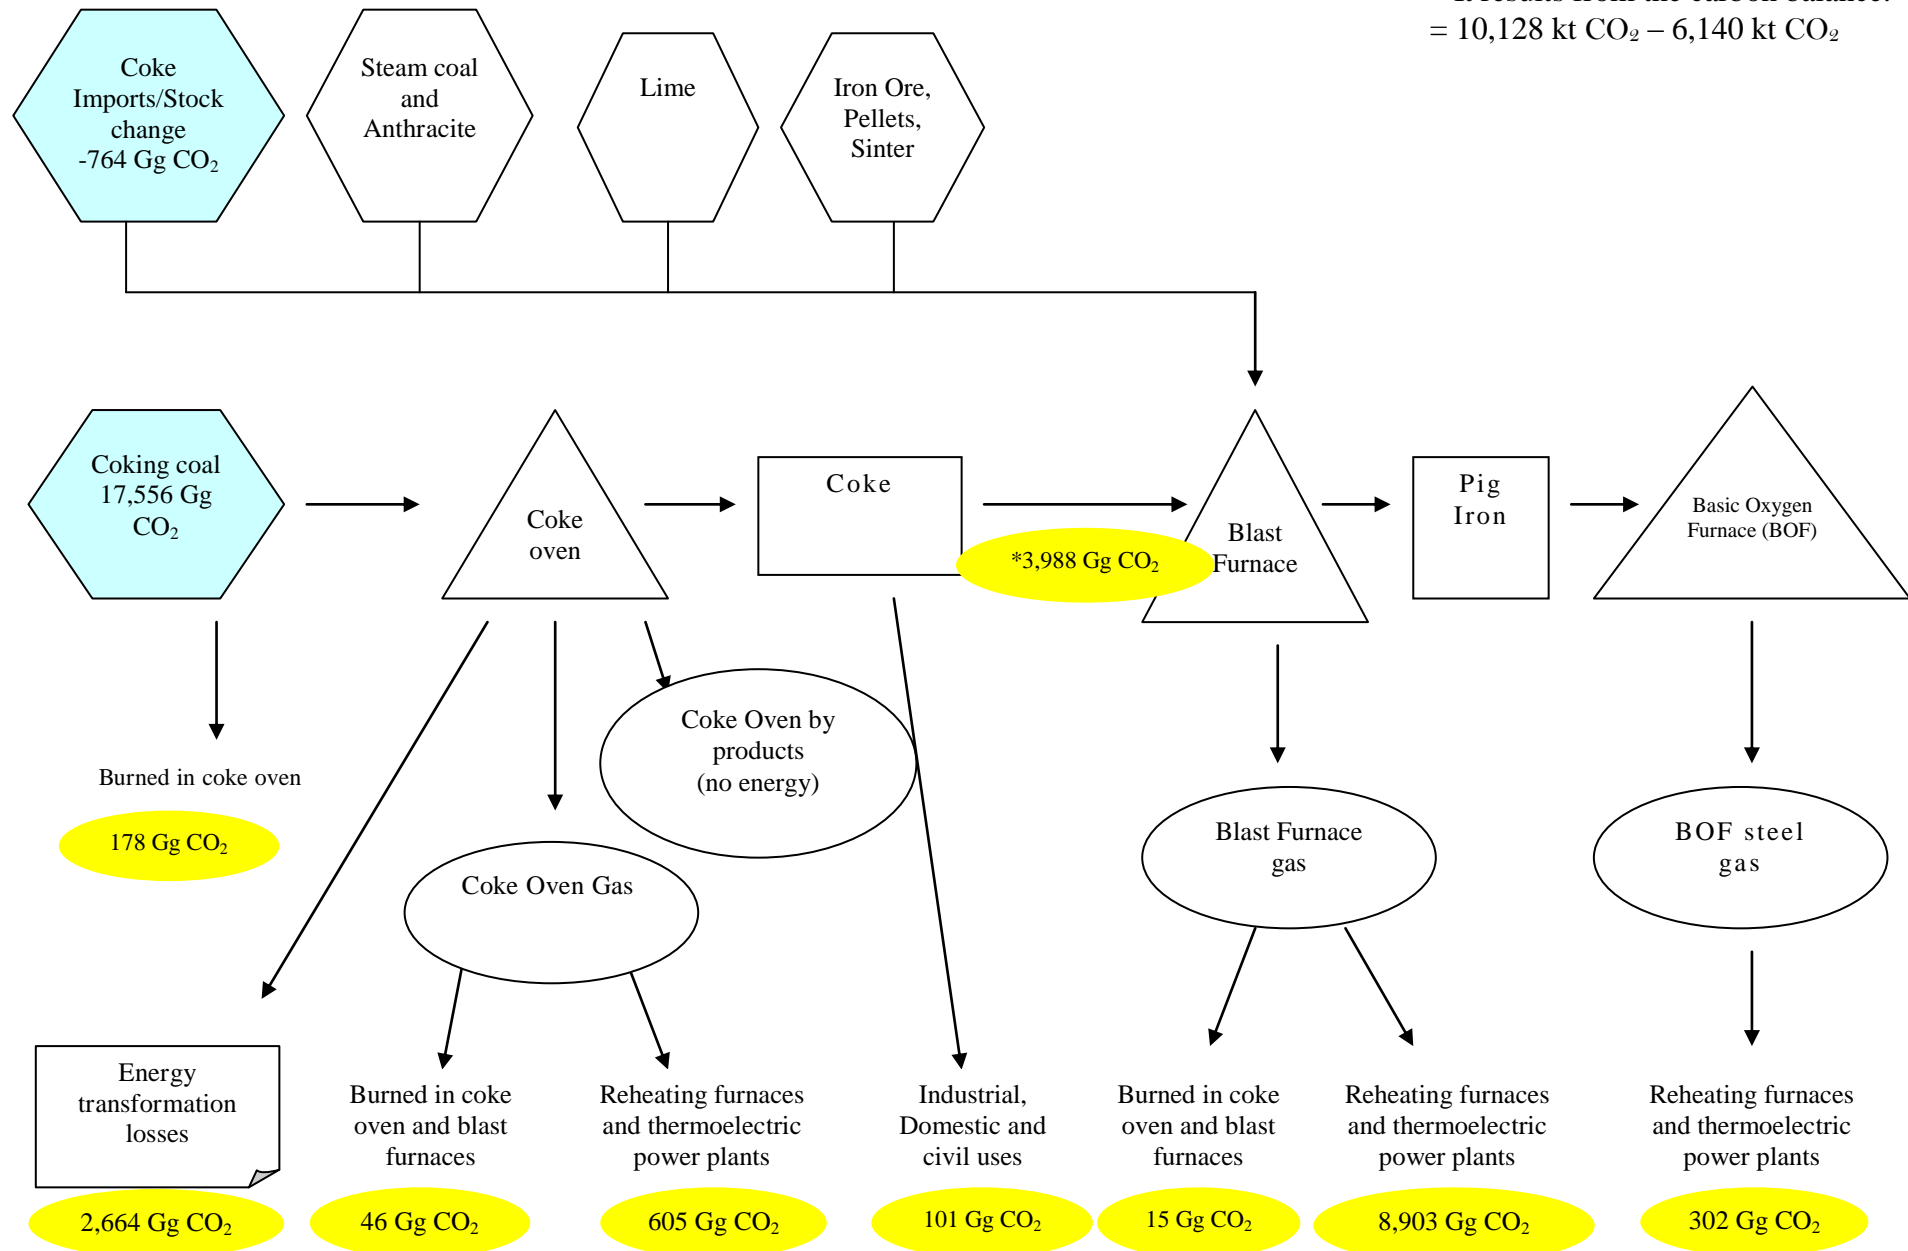 It results from the carbon balance:
= 10,128 kt CO₂ – 6,140 kt CO₂
Coke
Imports/Stock
change
-764 Gg CO₂
Steam coal
and
Anthracite
Lime
Iron Ore,
Pellets,
Sinter
Coking coal
17,556 Gg
CO₂
Coke
oven
Coke
*3,988 Gg CO₂
Blast
Furnace
Pig
Iron
Basic Oxygen
Furnace (BOF)
Burned in coke oven
178 Gg CO₂
Coke Oven by
products
(no energy)
Coke Oven Gas
Blast Furnace
gas
BOF steel
gas
Energy
transformation
losses
2,664 Gg CO₂
Burned in coke
oven and blast
furnaces
46 Gg CO₂
Reheating furnaces
and thermoelectric
power plants
605 Gg CO₂
Industrial,
Domestic and
civil uses
101 Gg CO₂
Burned in coke
oven and blast
furnaces
15 Gg CO₂
Reheating furnaces
and thermoelectric
power plants
8,903 Gg CO₂
Reheating furnaces
and thermoelectric
power plants
302 Gg CO₂